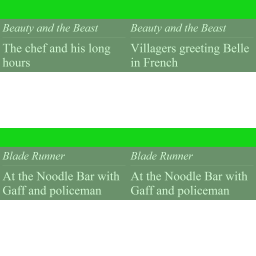 Beauty and the Beast
Beauty and the Beast
The chef and his long
hours
Villagers greeting Belle
in French
Blade Runner
Blade Runner
At the Noodle Bar with
Gaff and policeman
At the Noodle Bar with
Gaff and policeman